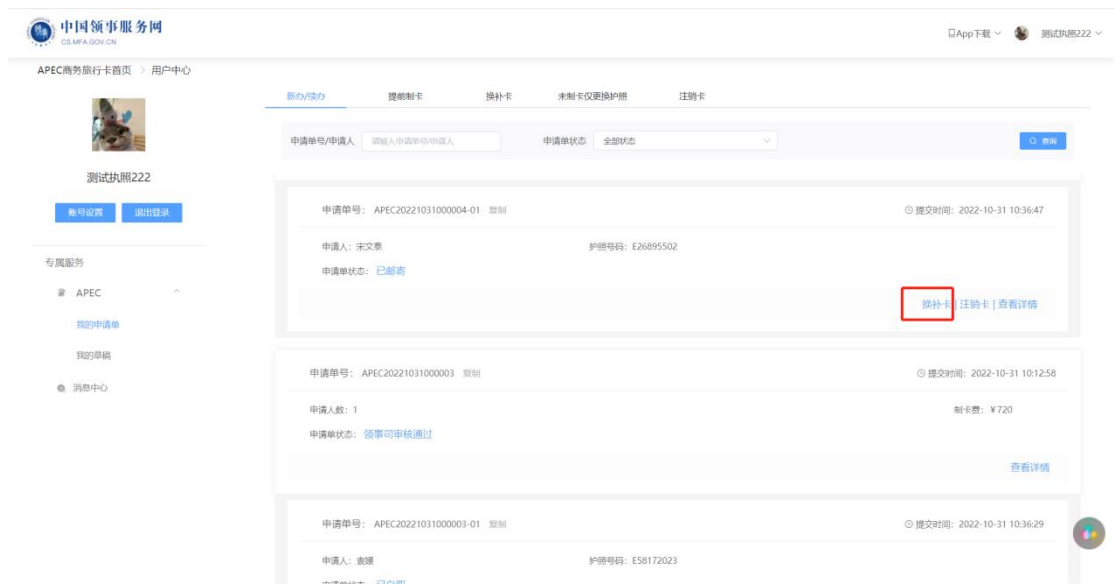 中国领事服务网
CS.MFA.GOV.CN
App下载
测试执照222
APEC商务旅行卡首页 > 用户中心
新办/续办 提前制卡 换补卡 未制卡仅更换护照 注销卡
申请单号/申请人 请输入申请单号/申请人 申请单状态 全部状态 查询
测试执照222
账号设置 退出登录
专属服务
APEC
我的申请单
我的草稿
消息中心
申请单号: APEC20221031000004-01 复制 提交时间: 2022-10-31 10:36:47
申请人: 宋文泰 护照号码: E26895502
申请单状态: 已邮寄
换补卡 | 注销卡 | 查看详情
申请单号: APEC20221031000003 复制 提交时间: 2022-10-31 10:12:58
申请人数: 1 制卡费: ¥720
申请单状态: 领事司审核通过
查看详情
申请单号: APEC20221031000003-01 复制 提交时间: 2022-10-31 10:36:29
申请人: 袁媛 护照号码: E58172023
申请单状态: